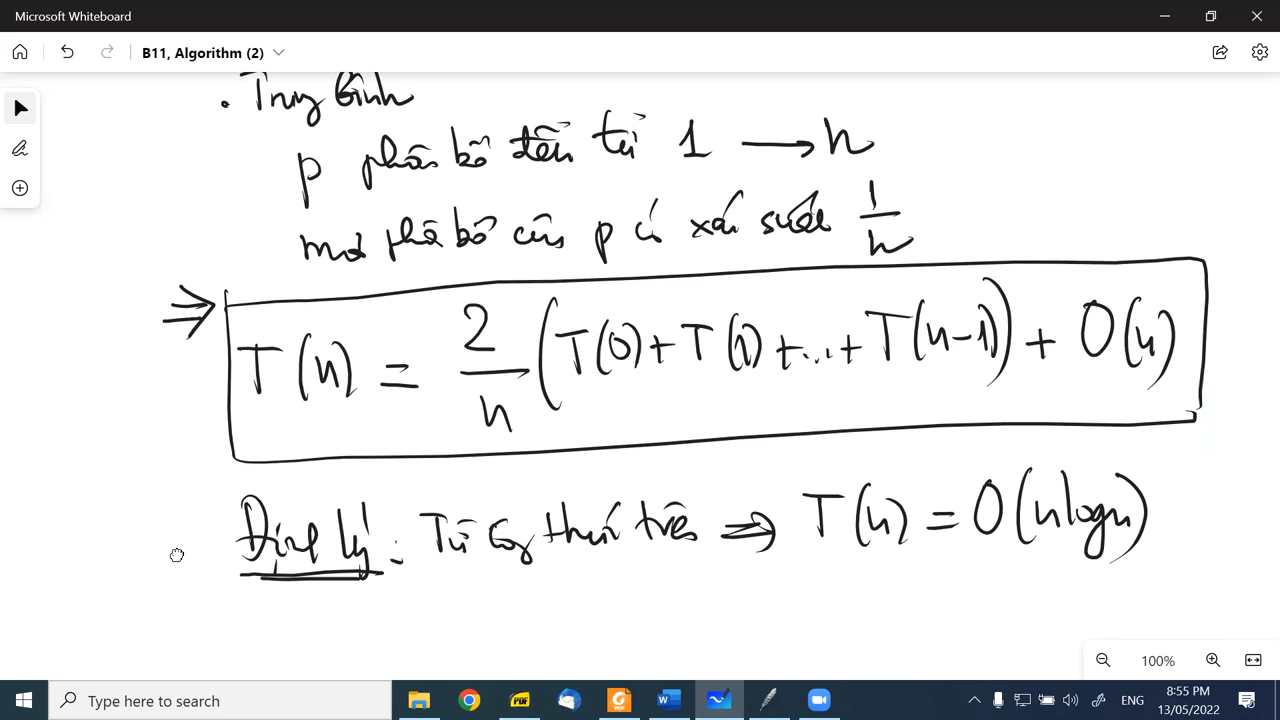 Microsoft Whiteboard
B11, Algorithm (2)
. Trung bình
p phân bố đều từ 1 → n
mỗi phân bố của p có xác suất 1/n
⇒ T(n) = 2/n (T(0) + T(1) + ... + T(n-1)) + O(n)
Định lý: Từ công thức trên ⇒ T(n) = O(nlogn)
100%
Type here to search
PDF
ENG
8:55 PM
13/05/2022